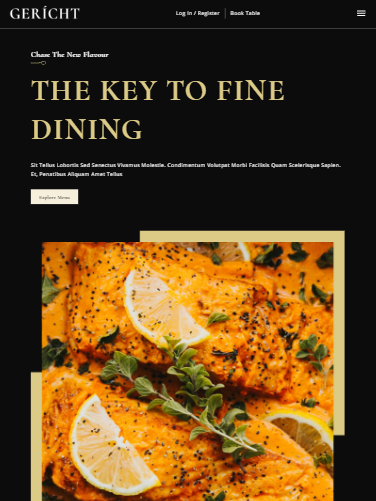 GERÍCHT
Log In / Register
Book Table
Chase The New Flavour
THE KEY TO FINE
DINING
Sit Tellus Lobortis Sed Senectus Vivamus Molestie. Condimentum Volutpat Morbi Facilisis Quam Scelerisque Sapien.
Et, Penatibus Aliquam Amet Tellus
Explore Menu